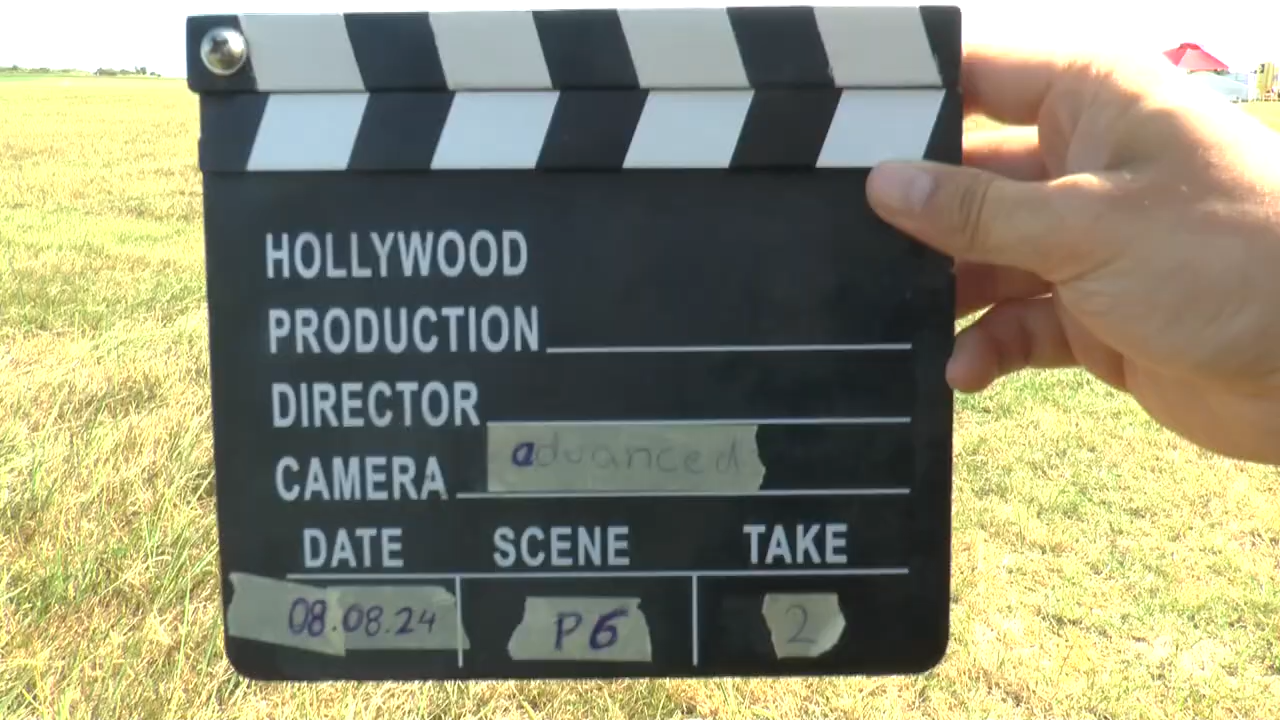 HOLLYWOOD
PRODUCTION
DIRECTOR
CAMERA advanced
DATE SCENE TAKE
08.08.24 P6 2